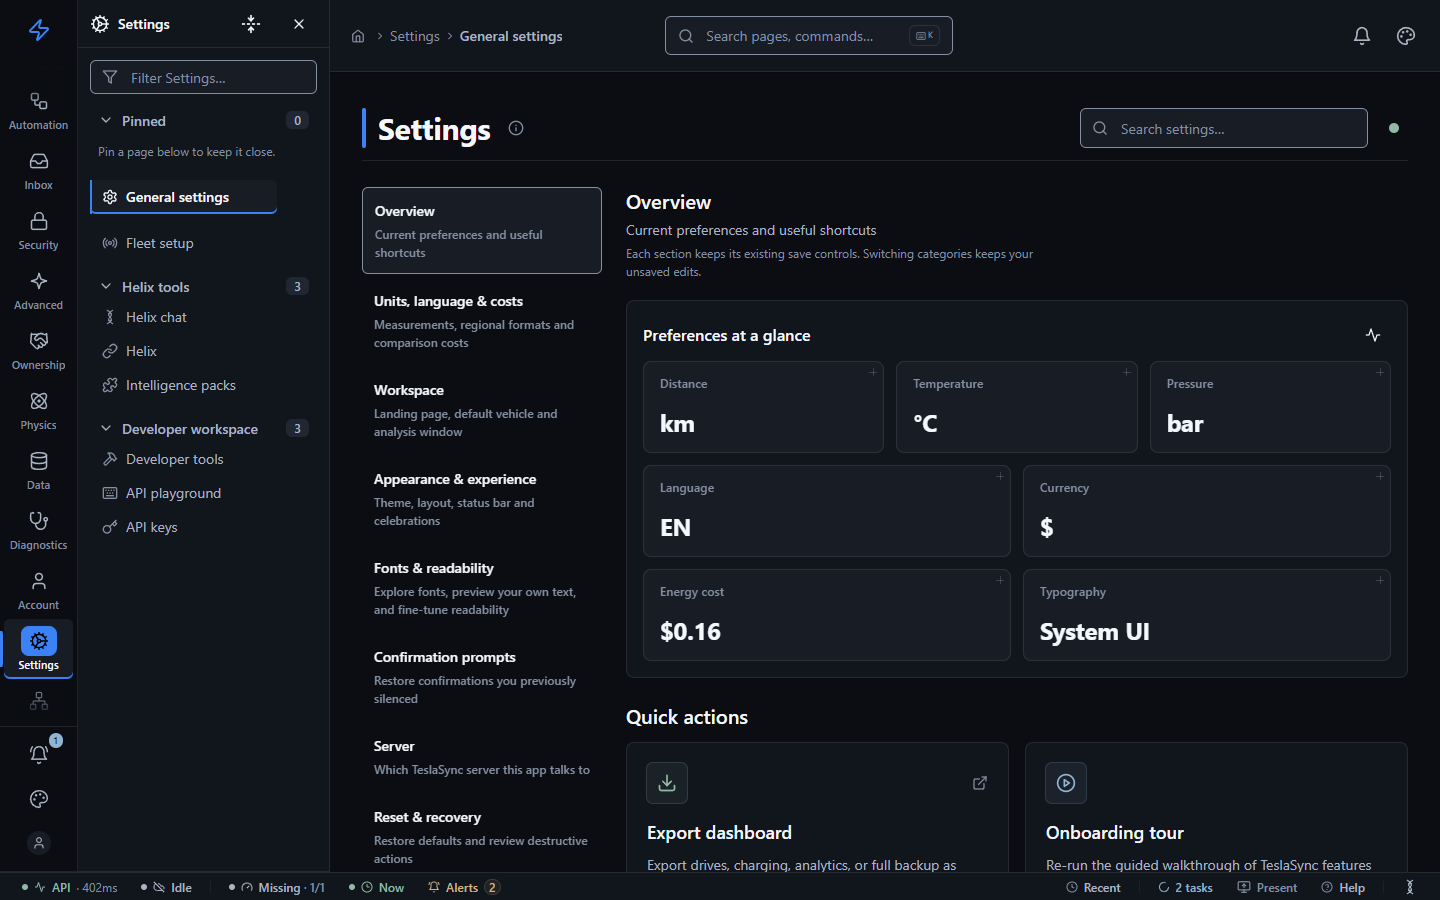 Settings
Settings
General settings
Search pages, commands...
K
Filter Settings...
Pinned
0
Pin a page below to keep it close.
General settings
Fleet setup
Helix tools
3
Helix chat
Helix
Intelligence packs
Developer workspace
3
Developer tools
API playground
API keys
Automation
Inbox
Security
Advanced
Ownership
Physics
Data
Diagnostics
Account
Settings
1
Settings
Search settings...
Overview
Current preferences and useful
shortcuts
Units, language & costs
Measurements, regional formats and
comparison costs
Workspace
Landing page, default vehicle and
analysis window
Appearance & experience
Theme, layout, status bar and
celebrations
Fonts & readability
Explore fonts, preview your own text,
and fine-tune readability
Confirmation prompts
Restore confirmations you previously
silenced
Server
Which TeslaSync server this app talks to
Reset & recovery
Restore defaults and review destructive
actions
Overview
Current preferences and useful shortcuts
Each section keeps its existing save controls. Switching categories keeps your
unsaved edits.
Preferences at a glance
Distance
km
Temperature
°C
Pressure
bar
Language
EN
Currency
$
Energy cost
$0.16
Typography
System UI
Quick actions
Export dashboard
Export drives, charging, analytics, or full backup as
Onboarding tour
Re-run the guided walkthrough of TeslaSync features
API · 402ms
Idle
Missing · 1/1
Now
Alerts 2
Recent
2 tasks
Present
Help